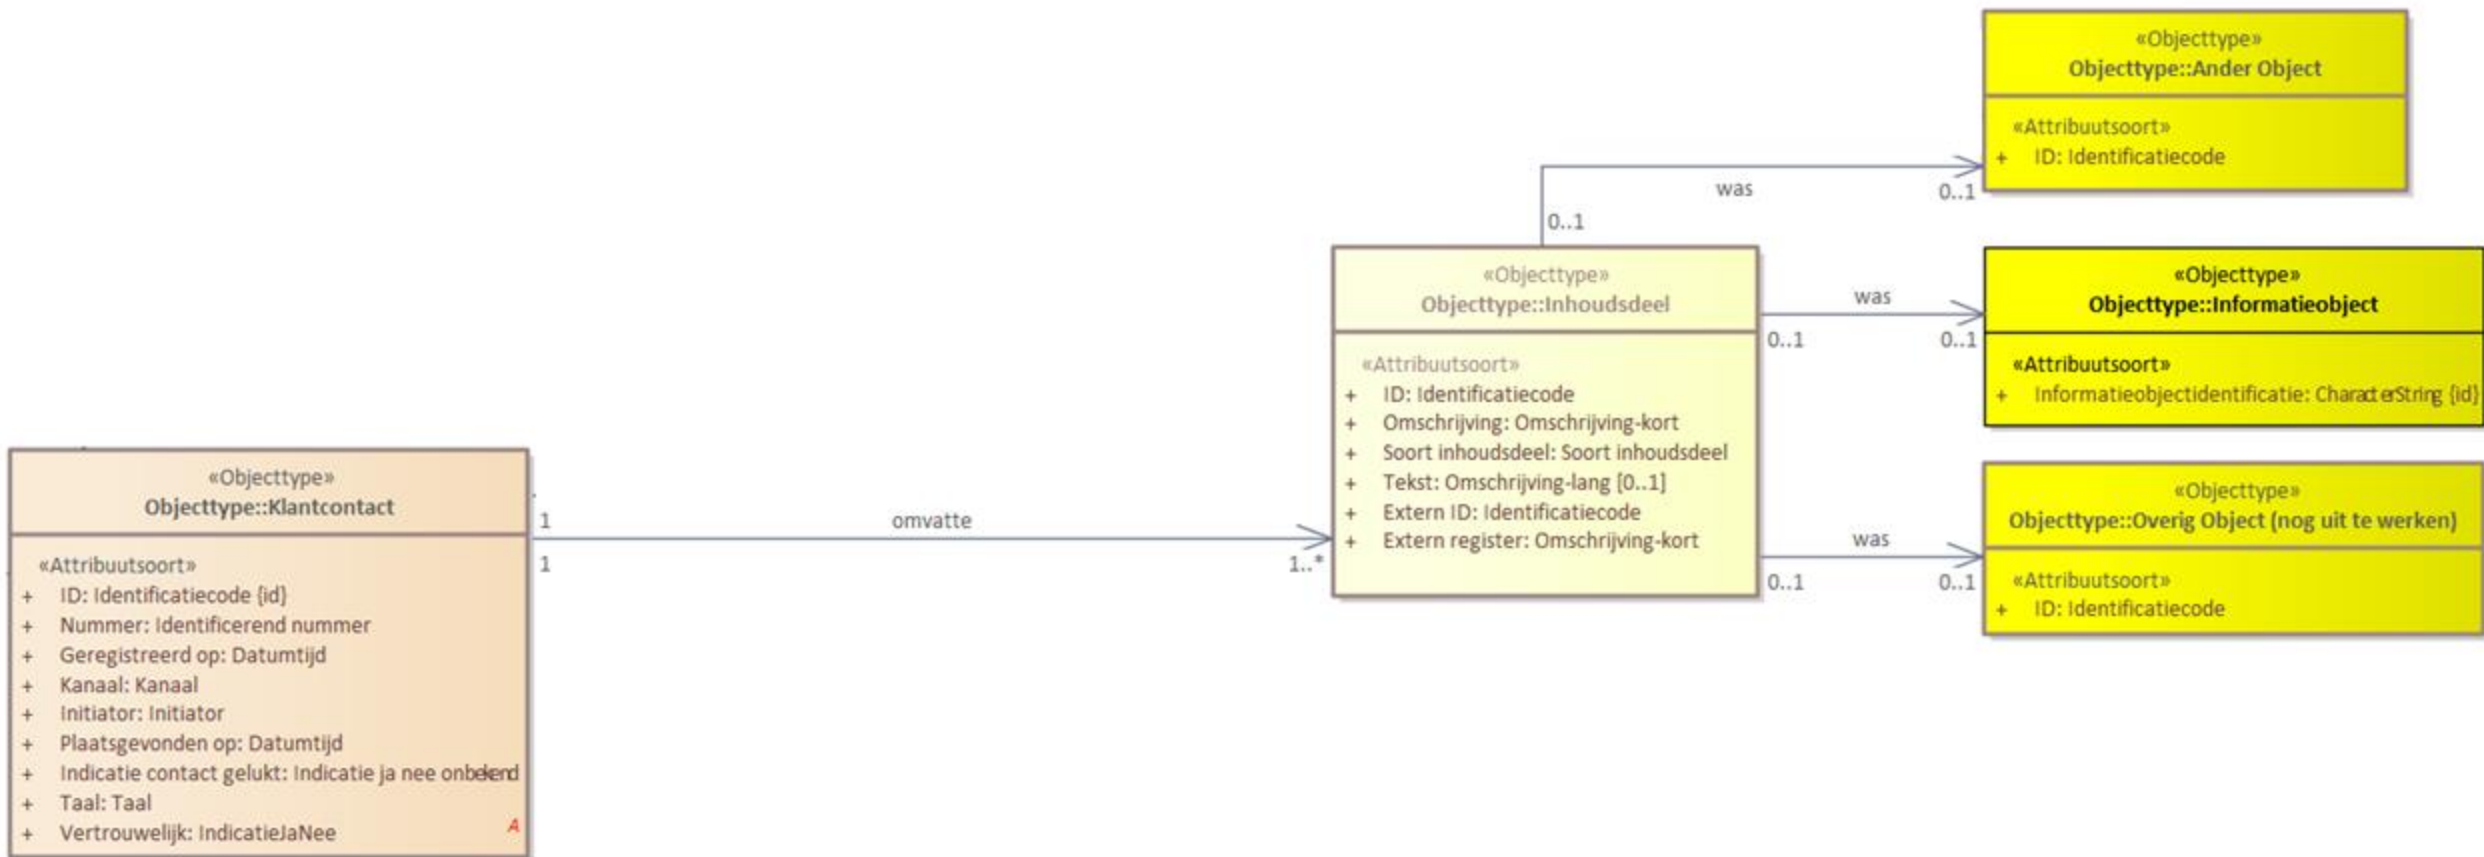 «Objecttype»
Objecttype::Ander Object
«Attribuutsoort»
+ ID: Identificatiecode
was
0..1
0..1
«Objecttype»
Objecttype::Inhoudsdeel
«Attribuutsoort»
+ ID: Identificatiecode
+ Omschrijving: Omschrijving-kort
+ Soort inhoudsdeel: Soort inhoudsdeel
+ Tekst: Omschrijving-lang [0..1]
+ Extern ID: Identificatiecode
+ Extern register: Omschrijving-kort
was
0..1
0..1
«Objecttype»
Objecttype::Informatieobject
«Attribuutsoort»
+ Informatieobjectidentificatie: CharacterString {id}
was
0..1
0..1
«Objecttype»
Objecttype::Overig Object (nog uit te werken)
«Attribuutsoort»
+ ID: Identificatiecode
«Objecttype»
Objecttype::Klantcontact
«Attribuutsoort»
+ ID: Identificatiecode {id}
+ Nummer: Identificerend nummer
+ Geregistreerd op: Datumtijd
+ Kanaal: Kanaal
+ Initiator: Initiator
+ Plaatsgevonden op: Datumtijd
+ Indicatie contact gelukt: Indicatie ja nee onbekend
+ Taal: Taal
+ Vertrouwelijk: IndicatieJaNee
A
1
omvatte
1
1..*